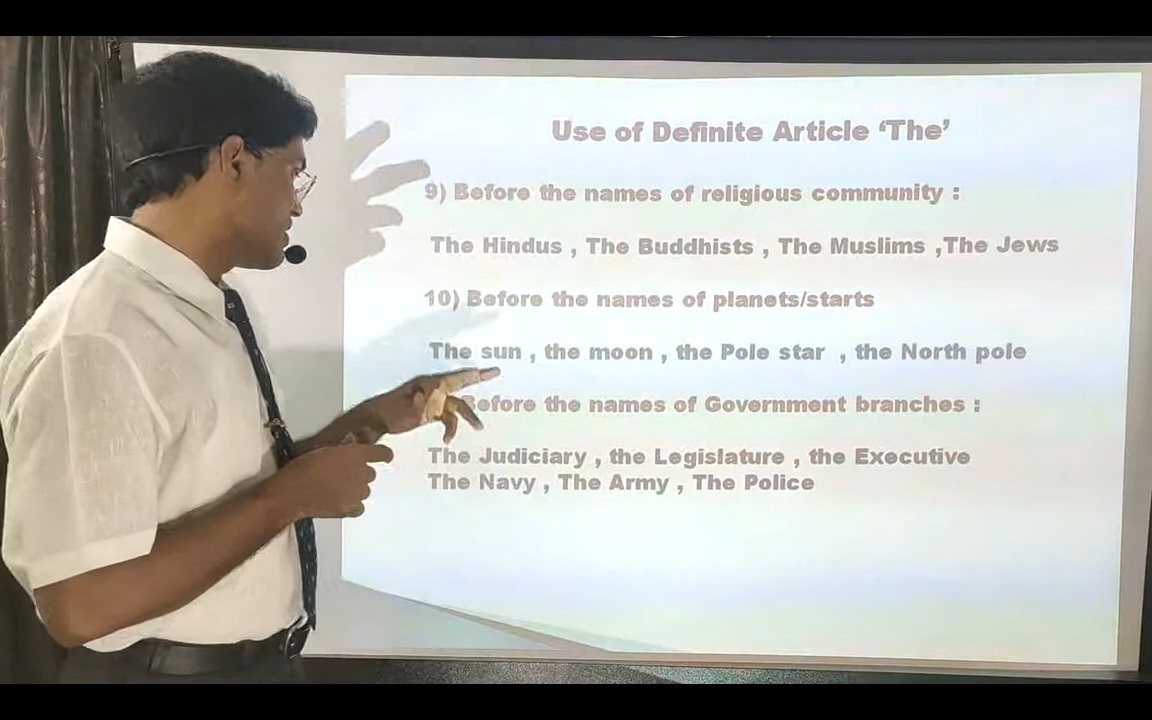 Use of Definite Article ‘The’
9) Before the names of religious community :
The Hindus , The Buddhists , The Muslims ,The Jews
10) Before the names of planets/starts
The sun , the moon , the Pole star , the North pole
Before the names of Government branches :
The Judiciary , the Legislature , the Executive
The Navy , The Army , The Police